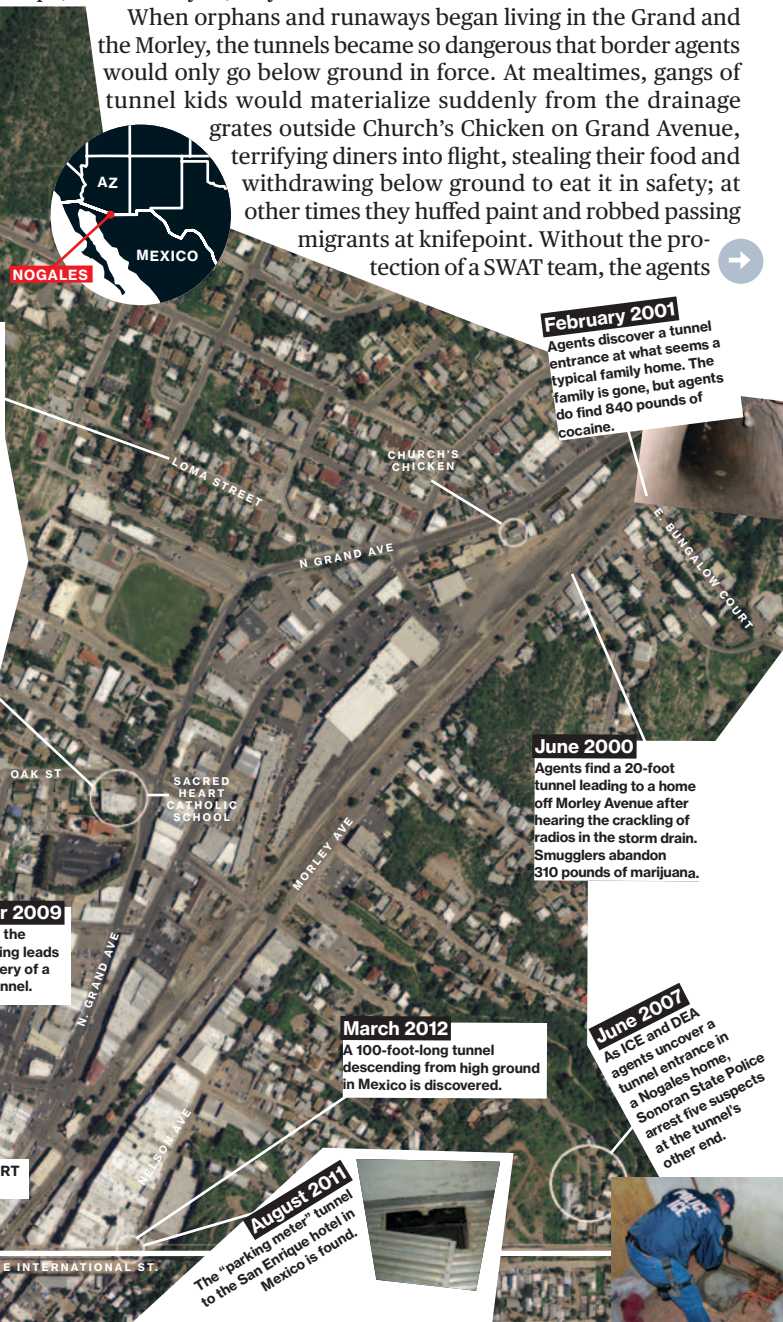 When orphans and runaways began living in the Grand and
the Morley, the tunnels became so dangerous that border agents
would only go below ground in force. At mealtimes, gangs of
tunnel kids would materialize suddenly from the drainage
grates outside Church's Chicken on Grand Avenue,
terrifying diners into flight, stealing their food and
withdrawing below ground to eat it in safety; at
other times they huffed paint and robbed passing
migrants at knifepoint. Without the pro-
tection of a SWAT team, the agents
AZ
MEXICO
NOGALES
February 2001
Agents discover a tunnel
entrance at what seems a
typical family home. The
family is gone, but agents
do find 840 pounds of
cocaine.
LOMA STREET
CHURCH'S
CHICKEN
N GRAND AVE
E. BUNGALOW COURT
June 2000
Agents find a 20-foot
tunnel leading to a home
off Morley Avenue after
hearing the crackling of
radios in the storm drain.
Smugglers abandon
310 pounds of marijuana.
OAK ST
SACRED
HEART
CATHOLIC
SCHOOL
MORLEY AVE
r 2009
the
ing leads
ery of a
nnel.
N. GRAND AVE
March 2012
A 100-foot-long tunnel
descending from high ground
in Mexico is discovered.
June 2007
As ICE and DEA
agents uncover a
tunnel entrance in
a Nogales home,
Sonoran State Police
arrest five suspects
at the tunnel's
other end.
NELSON AVE
RT
August 2011
The "parking meter" tunnel
to the San Enrique hotel in
Mexico is found.
POLICE
ICE
E INTERNATIONAL ST.